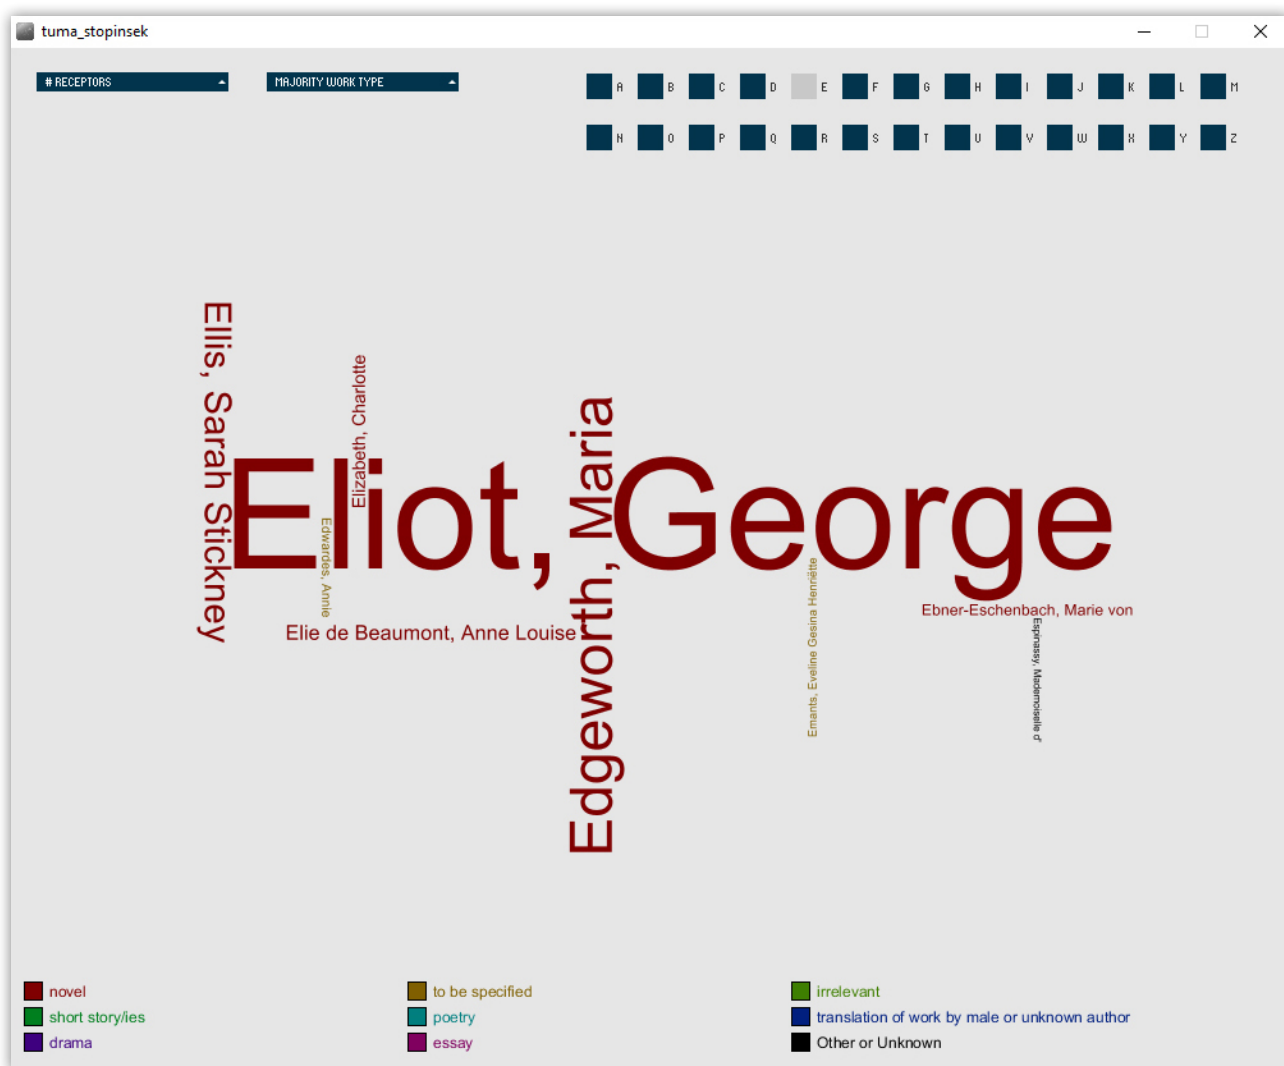 tuma_stopinsek
# RECEPTORS
MAJORITY WORK TYPE
A B C D E F G H I J K L M
N O P Q R S T U V W X Y Z
Ellis, Sarah Stickney
Elizabeth, Charlotte
Eliot, George
Edgeworth, Maria
Edwardes, Annie
Elie de Beaumont, Anne Louise
Emants, Eveline Gesina Henriëtte
Ebner-Eschenbach, Marie von
Espinassy, Mademoiselle d'
novel
short story/ies
drama
to be specified
poetry
essay
irrelevant
translation of work by male or unknown author
Other or Unknown